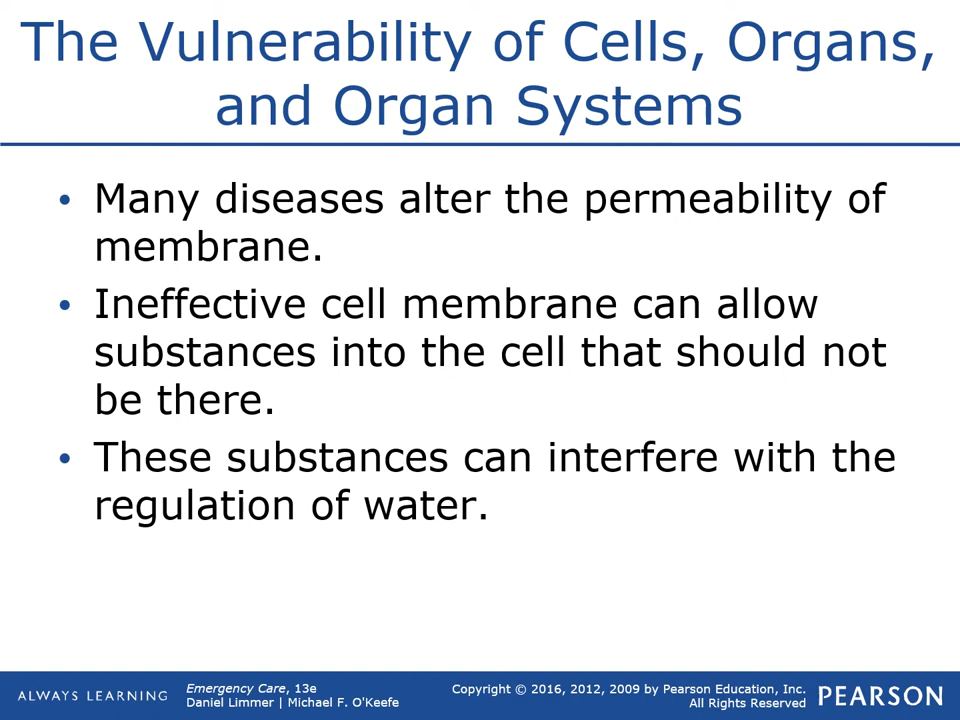 The Vulnerability of Cells, Organs,
and Organ Systems
• Many diseases alter the permeability of
membrane.
• Ineffective cell membrane can allow
substances into the cell that should not
be there.
• These substances can interfere with the
regulation of water.
ALWAYS LEARNING
Emergency Care, 13e
Daniel Limmer | Michael F. O'Keefe
Copyright © 2016, 2012, 2009 by Pearson Education, Inc.
All Rights Reserved
PEARSON